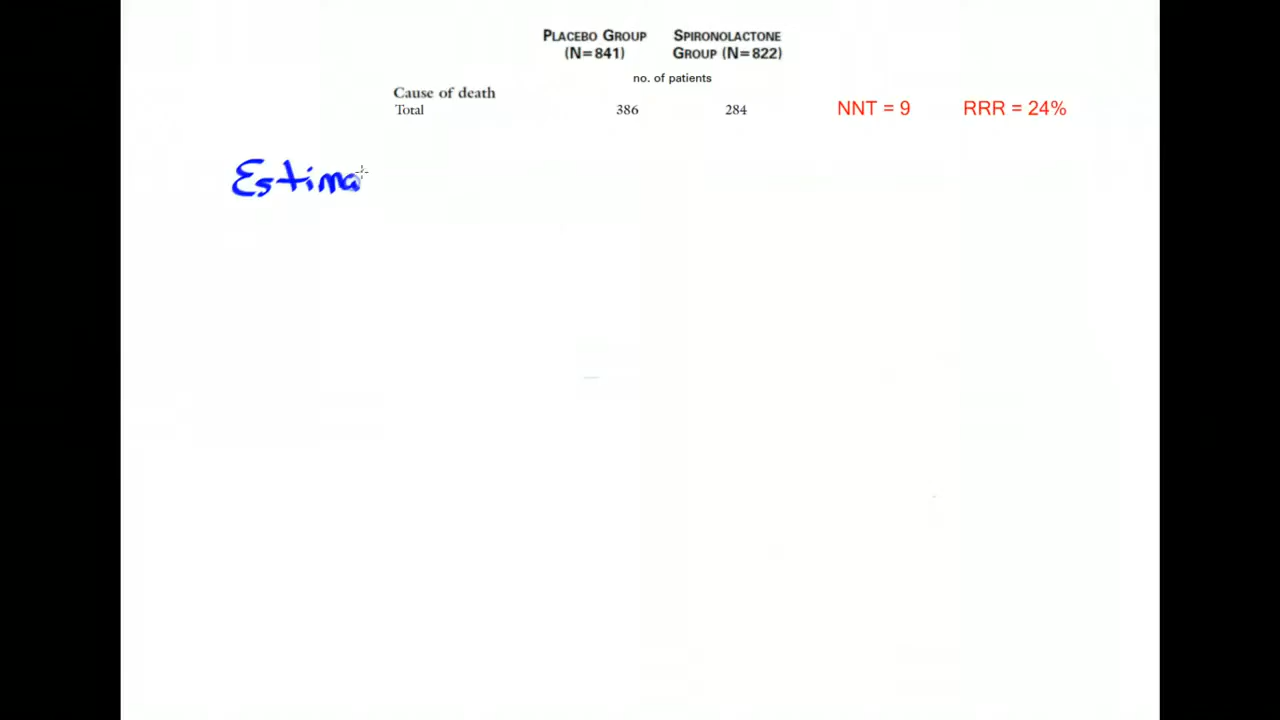 PLACEBO GROUP SPIRONOLACTONE
(N=841) GROUP (N=822)
no. of patients
Cause of death
Total 386 284 NNT = 9 RRR = 24%
Estima